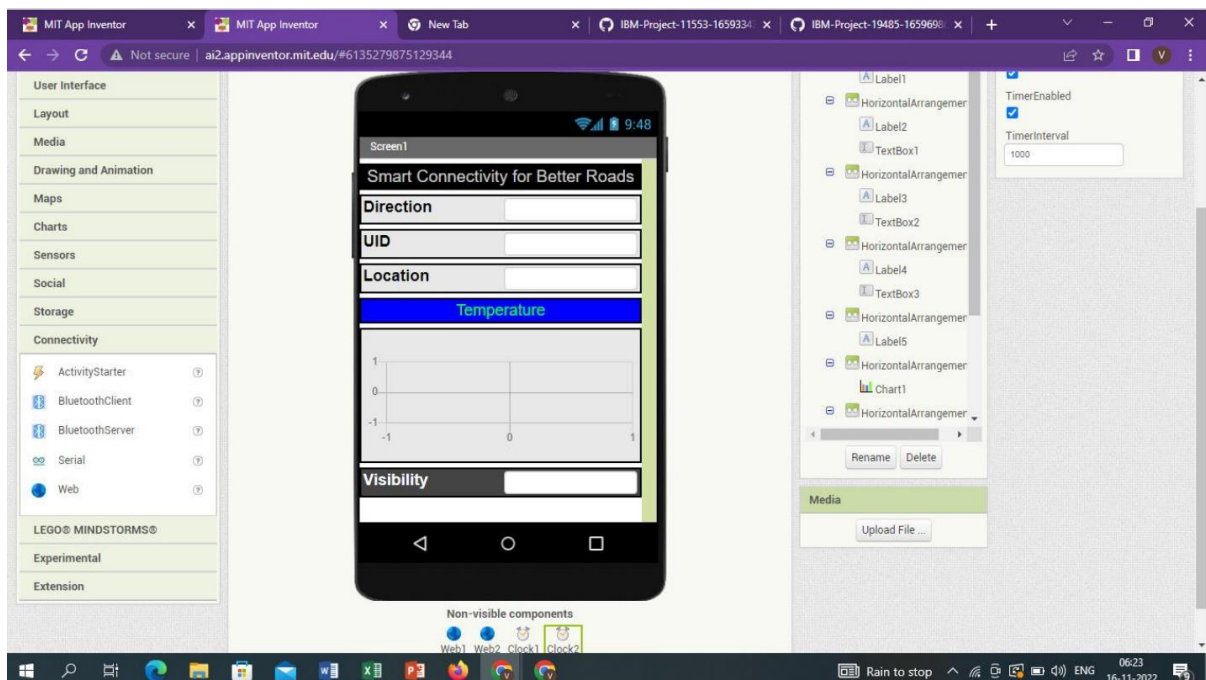 MIT App Inventor
MIT App Inventor
New Tab
IBM-Project-11553-1659334
IBM-Project-19485-1659698
Not secure
ai2.appinventor.mit.edu/#6135279875129344
V
User Interface
Layout
Media
Drawing and Animation
Maps
Charts
Sensors
Social
Storage
Connectivity
ActivityStarter
BluetoothClient
BluetoothServer
Serial
Web
LEGO® MINDSTORMS®
Experimental
Extension
9:48
Screen1
Smart Connectivity for Better Roads
Direction
UID
Location
Temperature
1
0
-1
-1 0 1
Visibility
Non-visible components
Web1 Web2 Clock1 Clock2
Label1
HorizontalArrangemer
Label2
TextBox1
HorizontalArrangemer
Label3
TextBox2
HorizontalArrangemer
Label4
TextBox3
HorizontalArrangemer
Label5
HorizontalArrangemer
Chart1
HorizontalArrangemer
Rename Delete
Media
Upload File ...
TimerEnabled
TimerInterval
1000
Rain to stop
ENG
06:23
16-11-2022